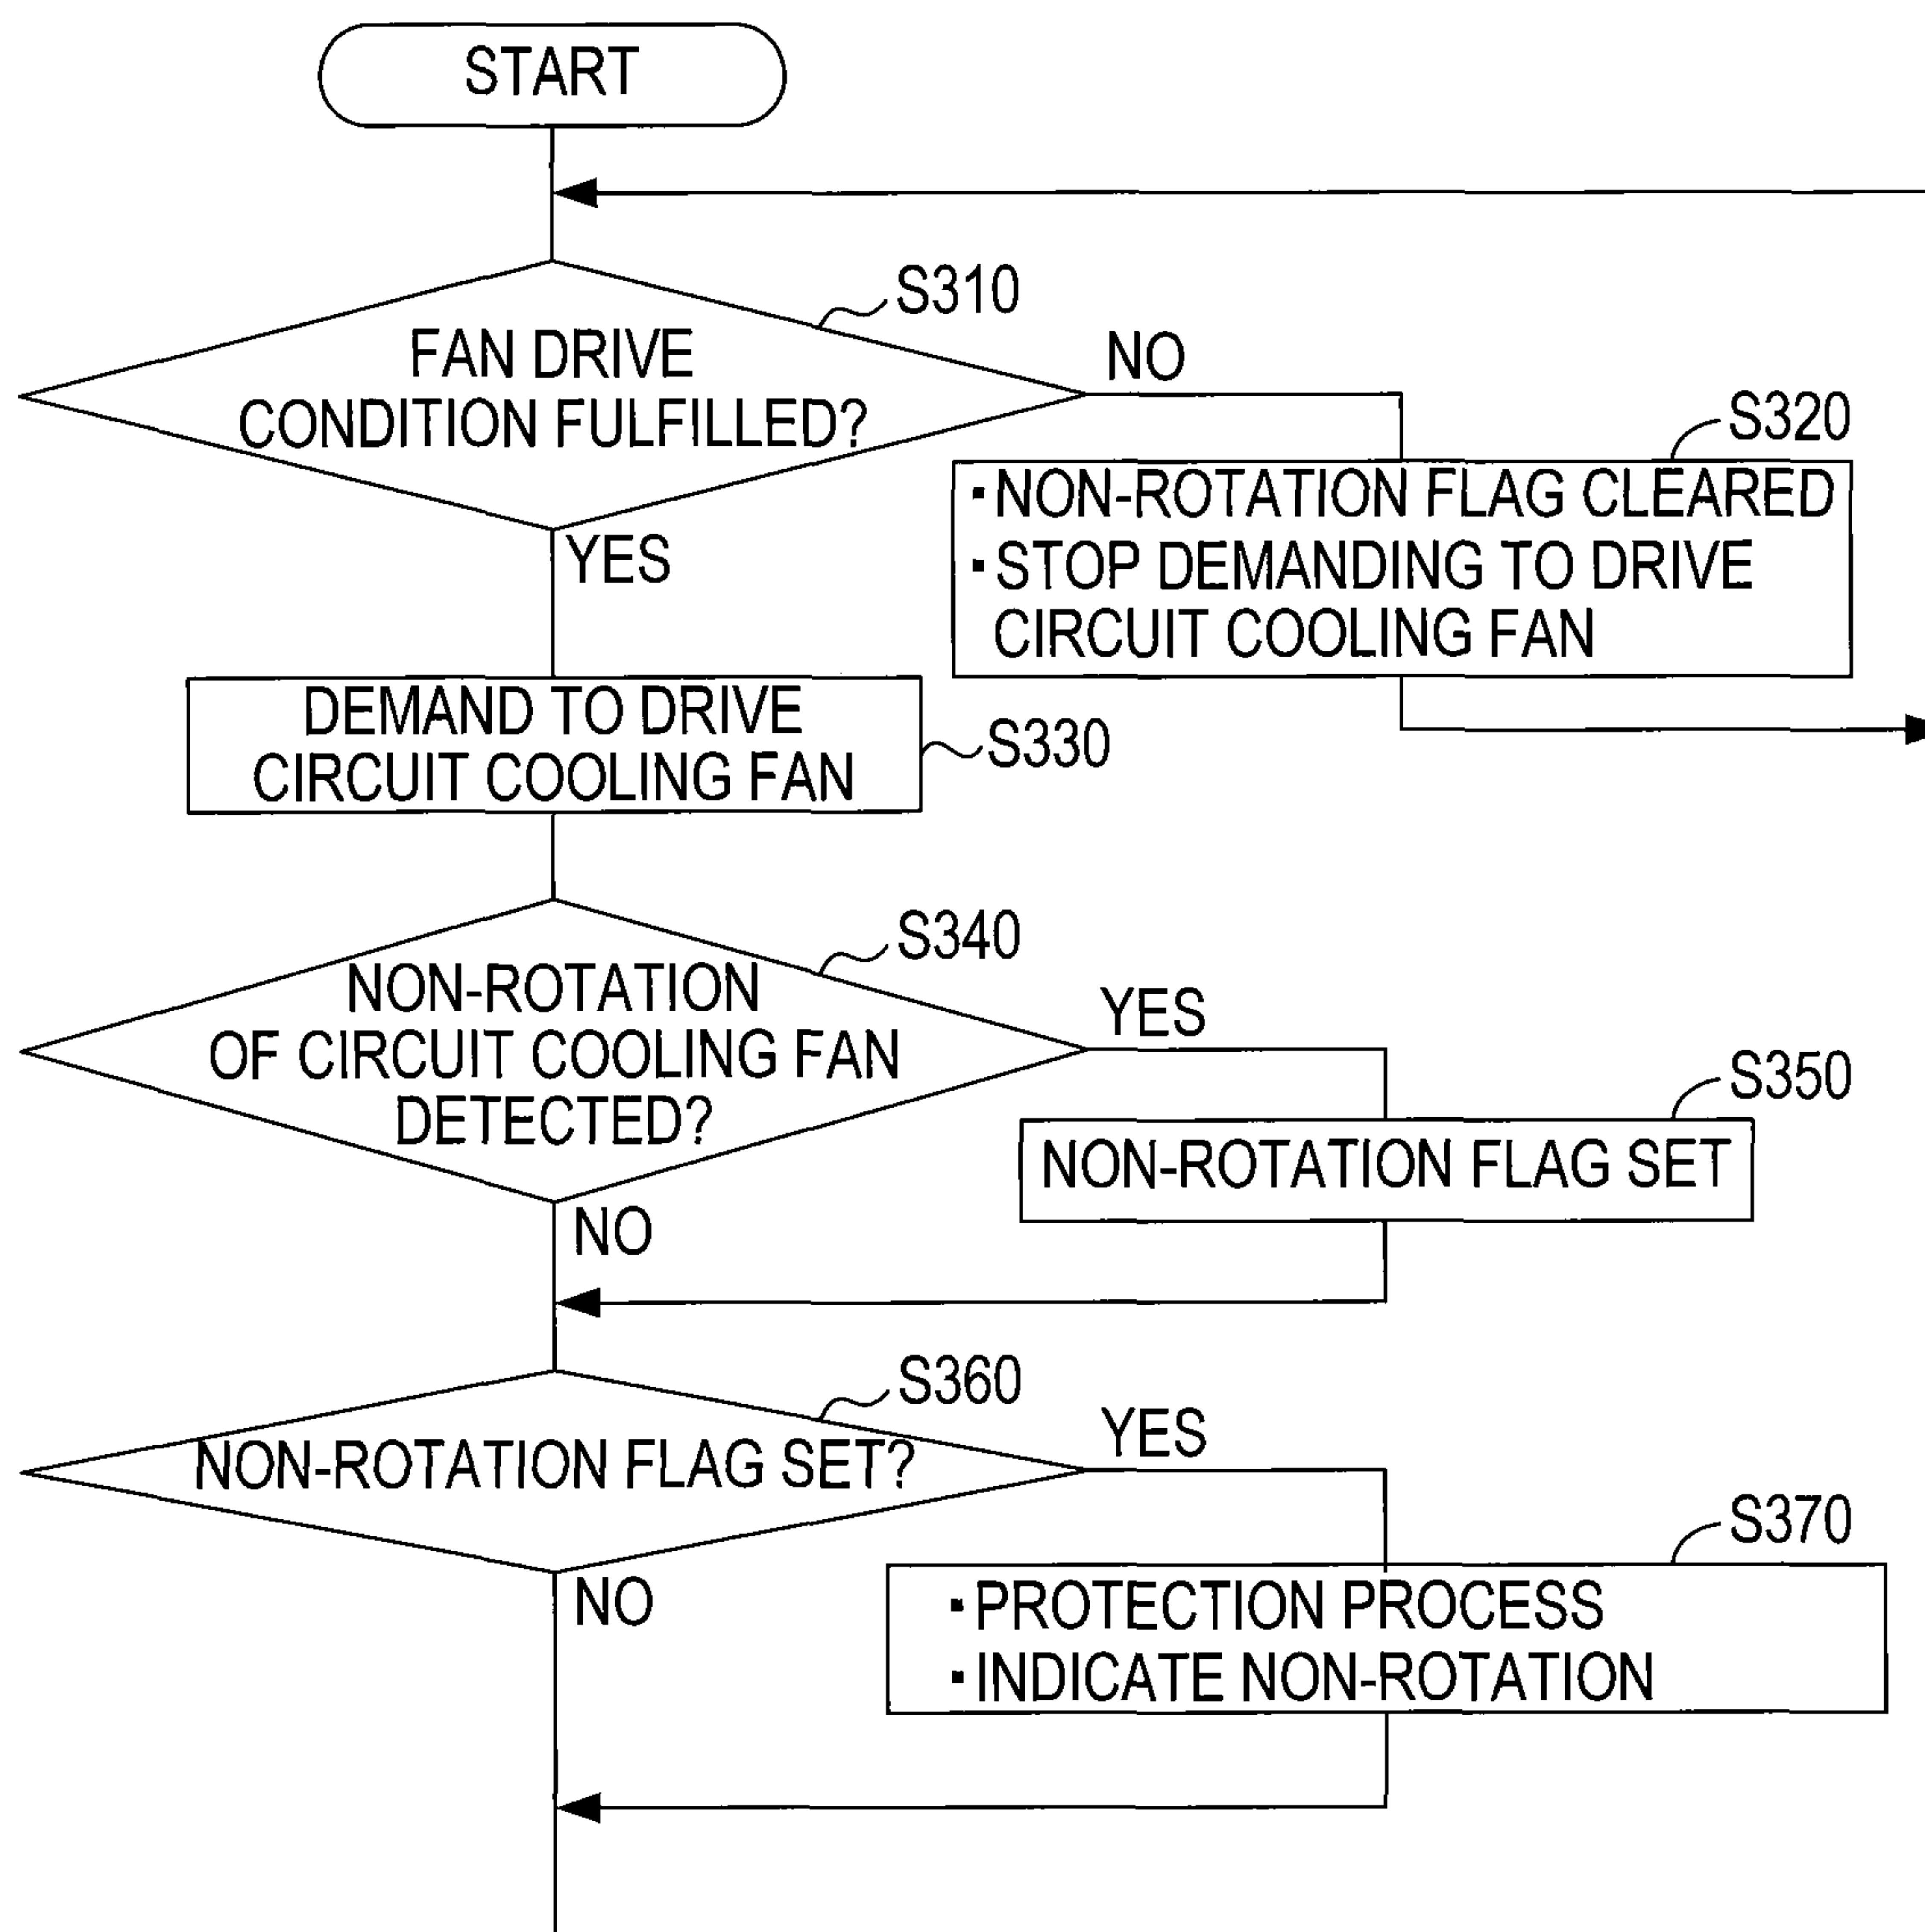 START
S310
FAN DRIVE
CONDITION FULFILLED?
NO
YES
S320
▪NON-ROTATION FLAG CLEARED
▪STOP DEMANDING TO DRIVE
CIRCUIT COOLING FAN
DEMAND TO DRIVE
CIRCUIT COOLING FAN
S330
S340
NON-ROTATION
OF CIRCUIT COOLING FAN
DETECTED?
YES
NO
S350
NON-ROTATION FLAG SET
S360
NON-ROTATION FLAG SET?
YES
NO
S370
▪PROTECTION PROCESS
▪INDICATE NON-ROTATION